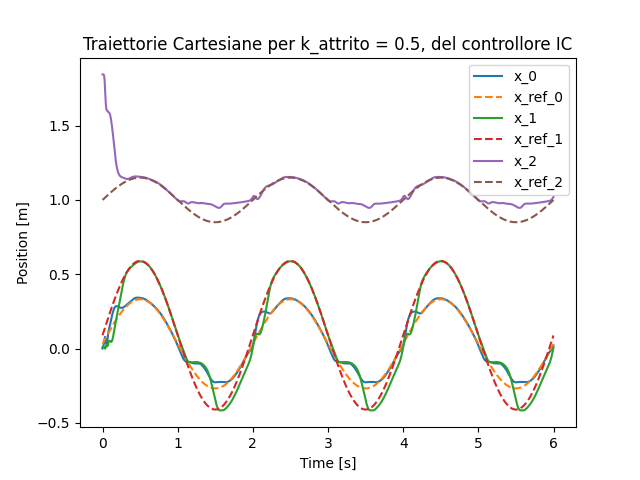 Traiettorie Cartesiane per k_attrito = 0.5, del controllore IC
x_0
x_ref_0
x_1
x_ref_1
x_2
x_ref_2
Position [m]
1.5
1.0
0.5
0.0
−0.5
0 1 2 3 4 5 6
Time [s]